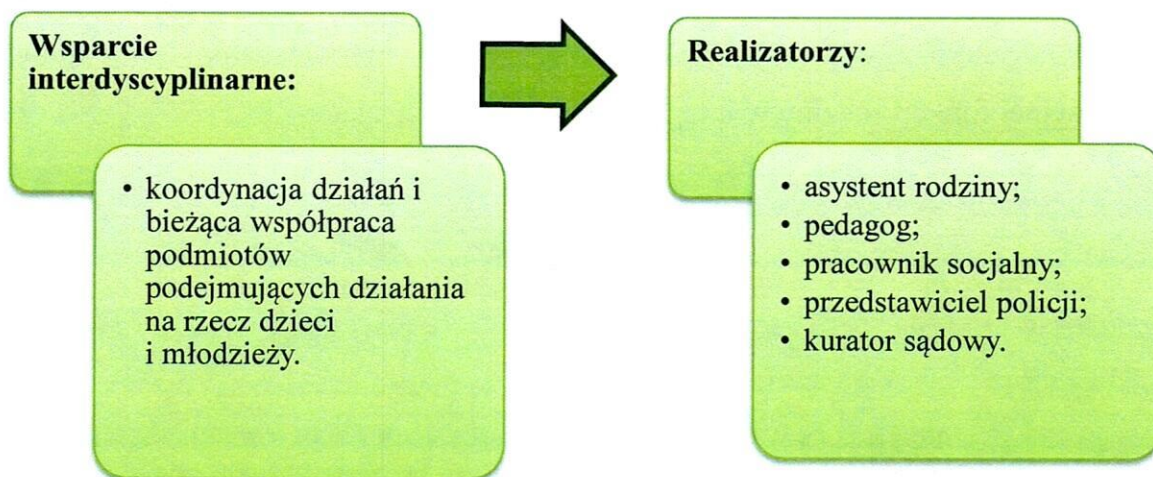 Wsparcie
interdyscyplinarne:
• koordynacja działań i
bieżąca współpraca
podmiotów
podejmujących działania
na rzecz dzieci
i młodzieży.
Realizatorzy:
• asystent rodziny;
• pedagog;
• pracownik socjalny;
• przedstawiciel policji;
• kurator sądowy.